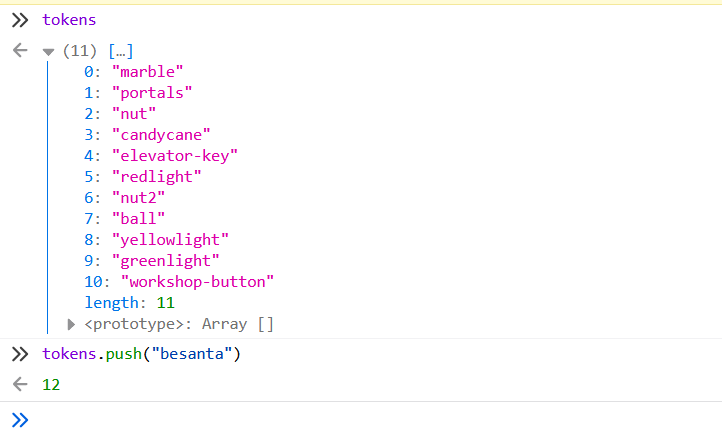 tokens
(11) […]
0: "marble"
1: "portals"
2: "nut"
3: "candycane"
4: "elevator-key"
5: "redlight"
6: "nut2"
7: "ball"
8: "yellowlight"
9: "greenlight"
10: "workshop-button"
length: 11
<prototype>: Array []
tokens.push("besanta")
12